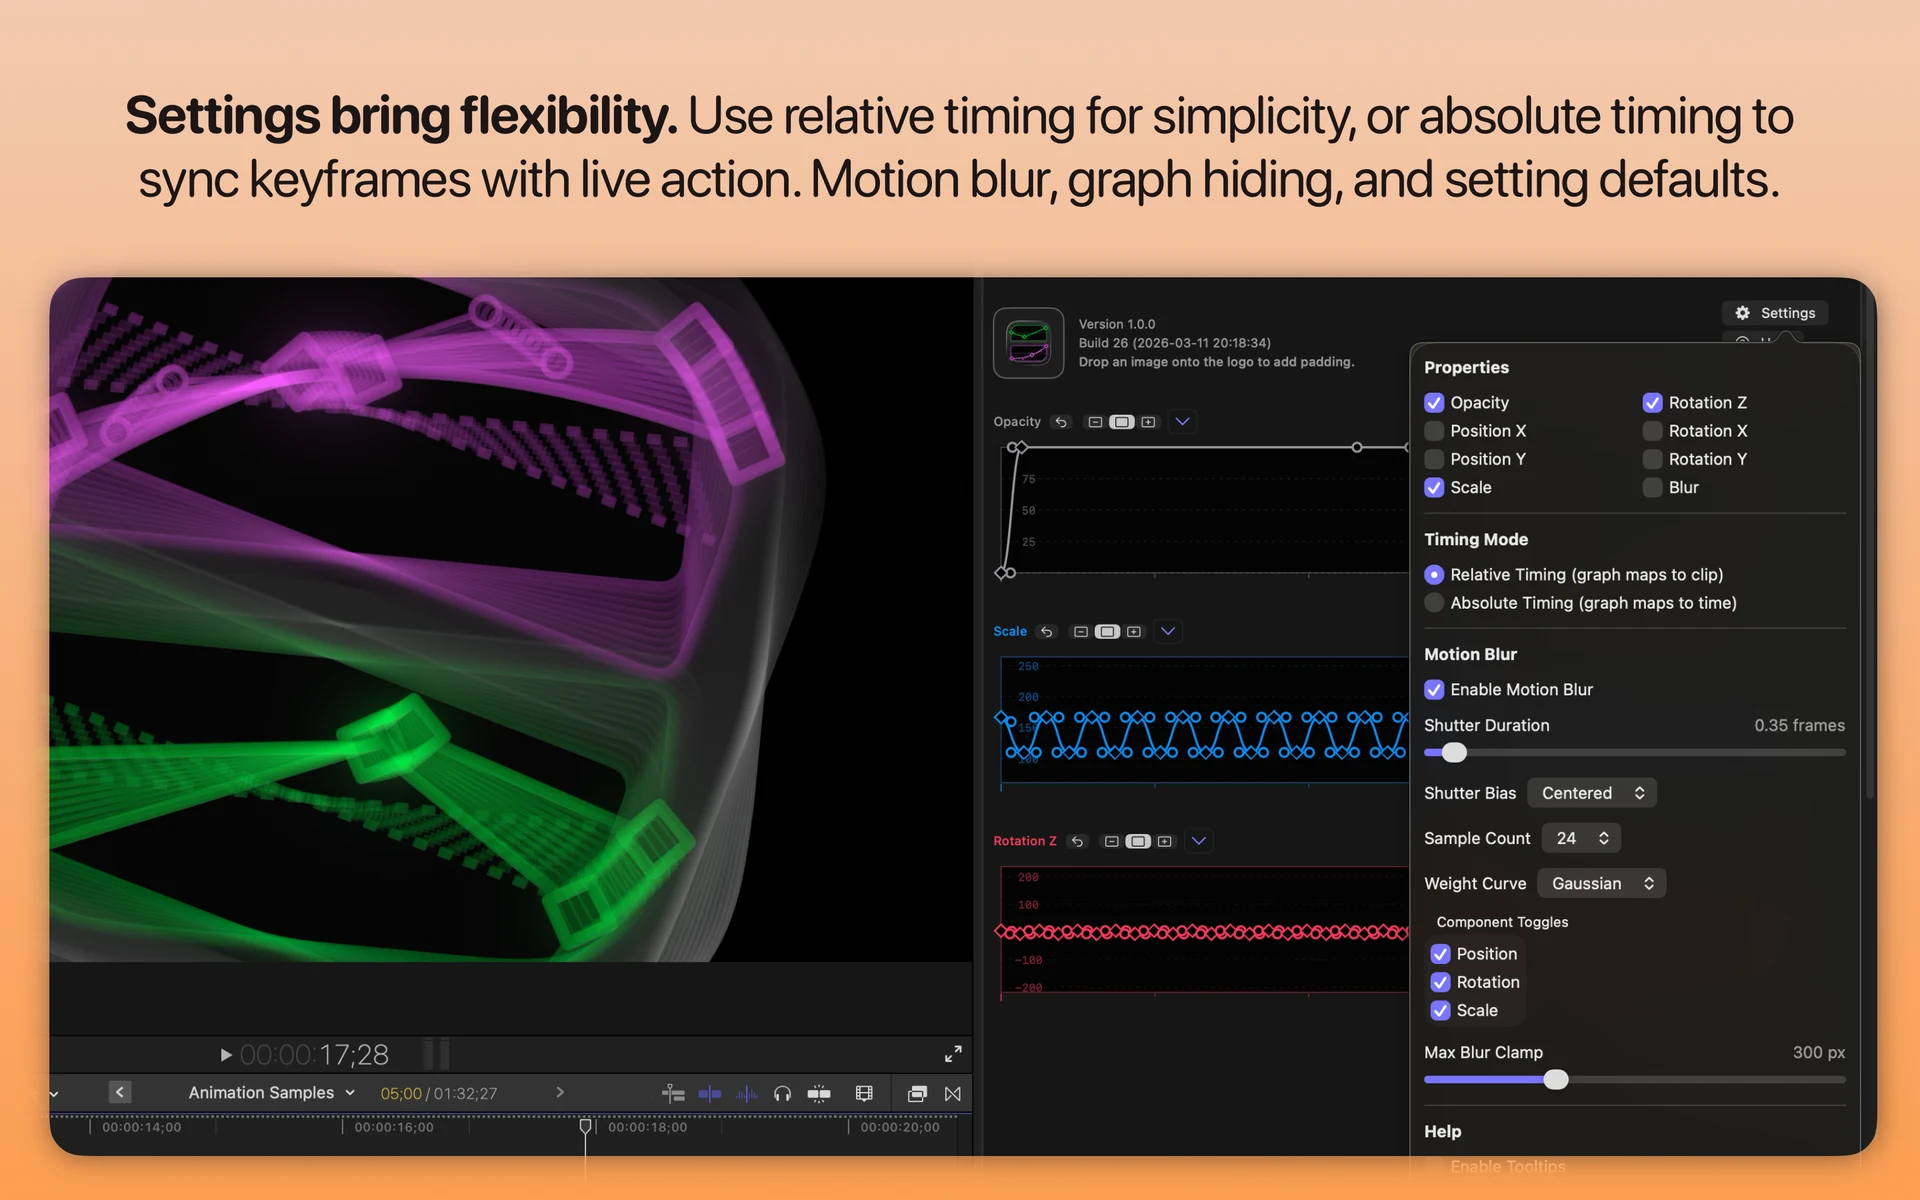 Settings bring flexibility. Use relative timing for simplicity, or absolute timing to
sync keyframes with live action. Motion blur, graph hiding, and setting defaults.
Settings
Version 1.0.0
Build 26 (2026-03-11 20:18:34)
Drop an image onto the logo to add padding.
Opacity
75
50
25
Scale
250
200
150
100
Rotation Z
200
100
-100
-200
Properties
Opacity
Rotation Z
Position X
Rotation X
Position Y
Rotation Y
Scale
Blur
Timing Mode
Relative Timing (graph maps to clip)
Absolute Timing (graph maps to time)
Motion Blur
Enable Motion Blur
Shutter Duration 0.35 frames
Shutter Bias Centered
Sample Count 24
Weight Curve Gaussian
Component Toggles
Position
Rotation
Scale
Max Blur Clamp 300 px
Help
Enable Tooltips
00:00:17;28
Animation Samples 05;00 / 01:32;27
00:00:14;00 00:00:16;00 00:00:18;00 00:00:20;00